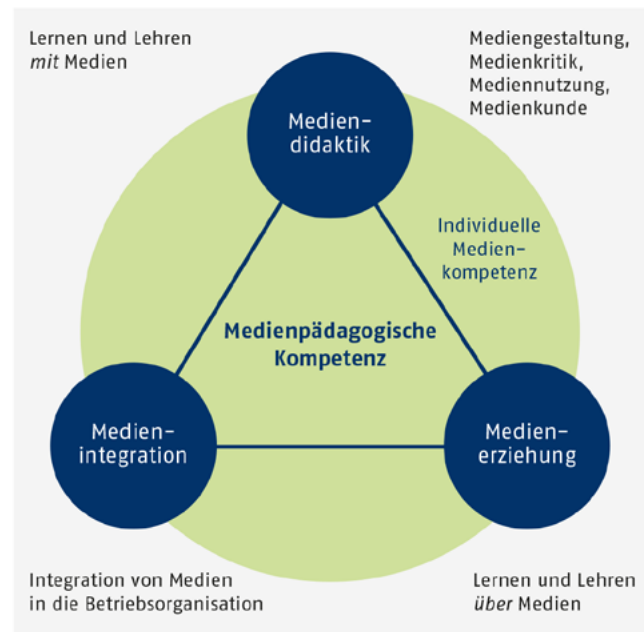 Lernen und Lehren
mit Medien
Mediengestaltung,
Medienkritik,
Mediennutzung,
Medienkunde
Medien-
didaktik
Individuelle
Medien-
kompetenz
Medienpädagogische
Kompetenz
Medien-
integration
Medien-
erziehung
Integration von Medien
in die Betriebsorganisation
Lernen und Lehren
über Medien